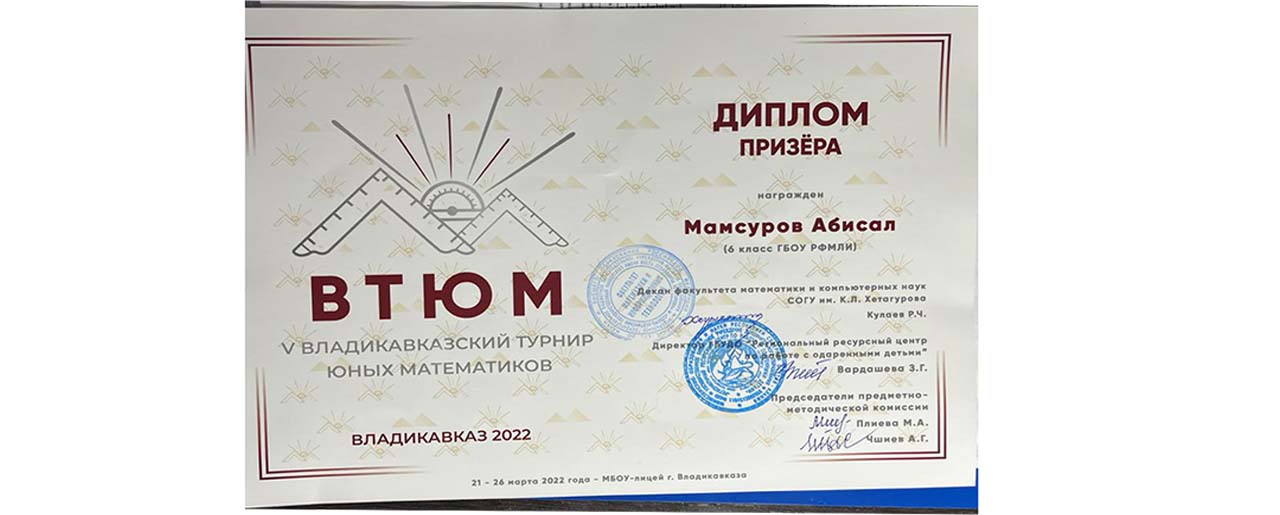 ВТЮМ
V ВЛАДИКАВКАЗСКИЙ ТУРНИР
ЮНЫХ МАТЕМАТИКОВ
ВЛАДИКАВКАЗ 2022
ДИПЛОМ
ПРИЗЁРА
награжден
Мамсуров Абисал
(6 класс ГБОУ РФМЛИ)
Декан факультета математики и компьютерных наук
СОГУ им. К.Л. Хетагурова
Кулаев Р.Ч.
Директор "Региональный ресурсный центр
по работе с одаренными детьми"
Вардашева З.Г.
Председатели предметно-
методической комиссии
Плиева М.А.
Чшиев А.Г.
21 - 26 марта 2022 года – МБОУ-лицей г. Владикавказа